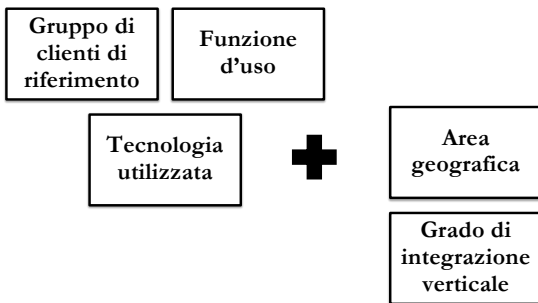 Gruppo di
clienti di
riferimento
Funzione
d'uso
Tecnologia
utilizzata
Area
geografica
Grado di
integrazione
verticale